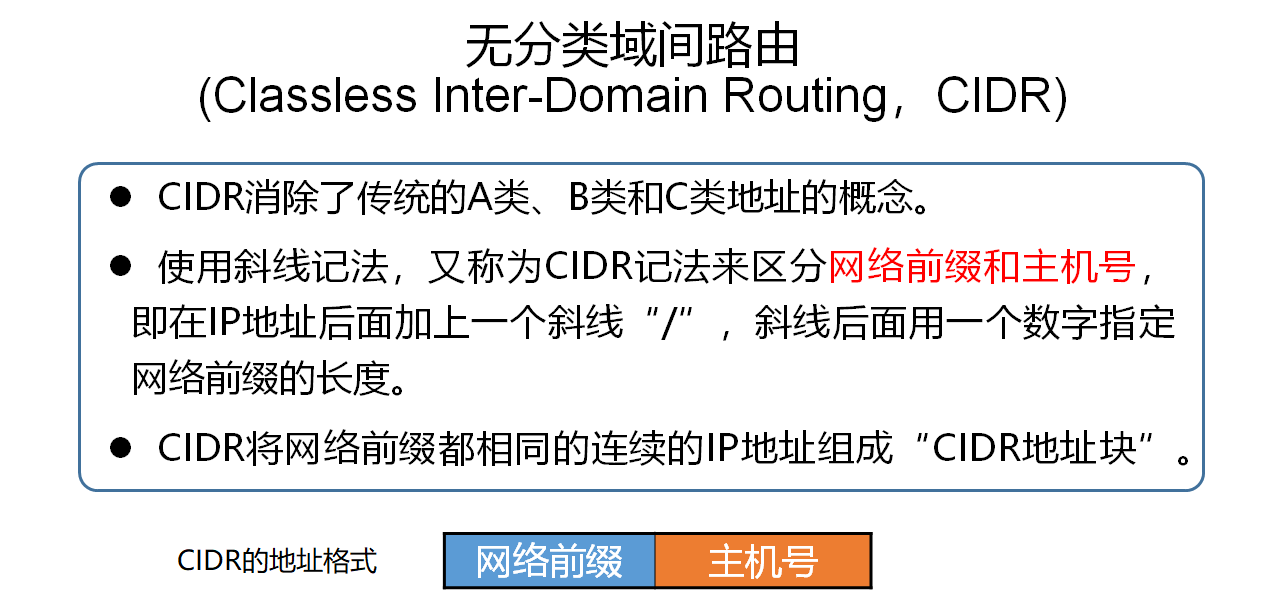 无分类域间路由
(Classless Inter-Domain Routing，CIDR)
● CIDR消除了传统的A类、B类和C类地址的概念。
● 使用斜线记法，又称为CIDR记法来区分网络前缀和主机号，
即在IP地址后面加上一个斜线“/”，斜线后面用一个数字指定
网络前缀的长度。
● CIDR将网络前缀都相同的连续的IP地址组成“CIDR地址块”。
CIDR的地址格式 网络前缀 主机号